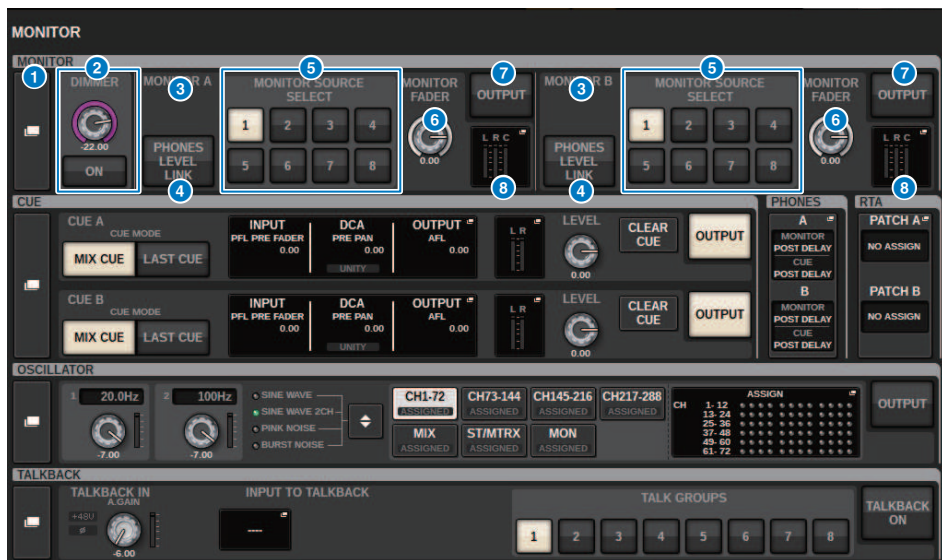 MONITOR
MONITOR
1
2
DIMMER
-22.00
ON
MONITOR A
3
PHONES
LEVEL
LINK
4
5
MONITOR SOURCE
SELECT
1 2 3 4
5 6 7 8
MONITOR
FADER
6
0.00
7
OUTPUT
L R C
8
MONITOR B
3
PHONES
LEVEL
LINK
4
5
MONITOR SOURCE
SELECT
1 2 3 4
5 6 7 8
MONITOR
FADER
6
0.00
7
OUTPUT
L R C
8
CUE
CUE A
CUE MODE
MIX CUE LAST CUE
INPUT
PFL PRE FADER
0.00
DCA
PRE PAN
0.00
UNITY
OUTPUT
AFL
0.00
L R
LEVEL
0.00
CLEAR
CUE
OUTPUT
CUE B
CUE MODE
MIX CUE LAST CUE
INPUT
PFL PRE FADER
0.00
DCA
PRE PAN
0.00
UNITY
OUTPUT
AFL
0.00
L R
LEVEL
0.00
CLEAR
CUE
OUTPUT
PHONES
A
MONITOR
POST DELAY
CUE
POST DELAY
B
MONITOR
POST DELAY
CUE
POST DELAY
RTA
PATCH A
NO ASSIGN
PATCH B
NO ASSIGN
OSCILLATOR
1 20.0Hz
-7.00
2 100Hz
-7.00
SINE WAVE
SINE WAVE 2CH
PINK NOISE
BURST NOISE
CH1-72
ASSIGNED
CH73-144
ASSIGNED
CH145-216
ASSIGNED
CH217-288
ASSIGNED
MIX
ASSIGNED
ST/MTRX
ASSIGNED
MON
ASSIGNED
ASSIGN
CH 1- 12
13- 24
25- 36
37- 48
49- 60
61- 72
OUTPUT
TALKBACK
TALKBACK IN
A.GAIN
+48V
ø
-6.00
INPUT TO TALKBACK
----
TALK GROUPS
1 2 3 4 5 6 7 8
TALKBACK
ON